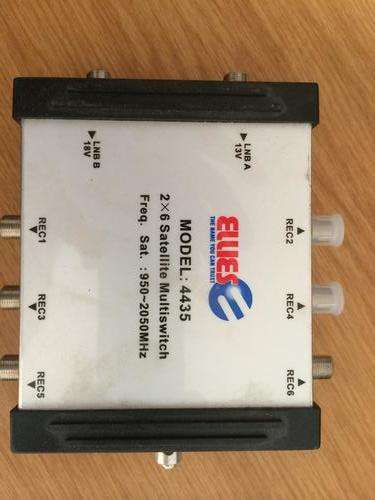 LNB A
13V
LNB B
18V
ELLIES
THE NAME YOU CAN TRUST
MODEL: 4435
2×6 Satellite Multiswitch
Freq. Sat. :950~2050MHz
REC2
REC4
REC6
REC1
REC3
REC5